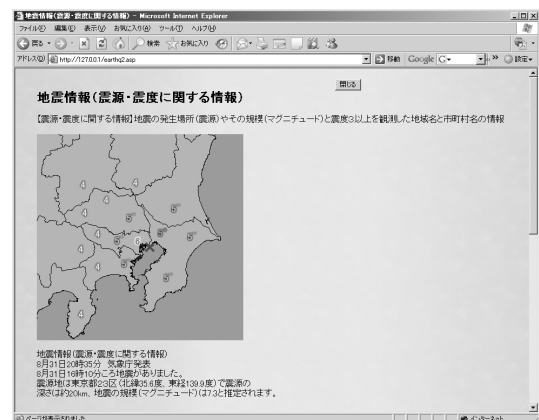 地震情報(震源・震度に関する情報) - Microsoft Internet Explorer
ファイル(F) 編集(E) 表示(V) お気に入り(A) ツール(T) ヘルプ(H)
戻る 検索 お気に入り
アドレス(D) http://127.0.0.1/earthq2.asp 移動 Google G 設定
閉じる
地震情報(震源・震度に関する情報)
【震源・震度に関する情報】地震の発生場所(震源)やその規模(マグニチュード)と震度3以上を観測した地域名と市町村名の情報
4 4
4 4
4 5
5
4 5
4 5 6
4 5
5
4
地震情報(震源・震度に関する情報)
8月31日20時35分 気象庁発表
8月31日16時10分ころ地震がありました。
震源地は東京都23区(北緯35.6度、東経139.9度)で震源の
深さは約20km、地震の規模(マグニチュード)は7.3と推定されます。
ページが表示されました インターネット